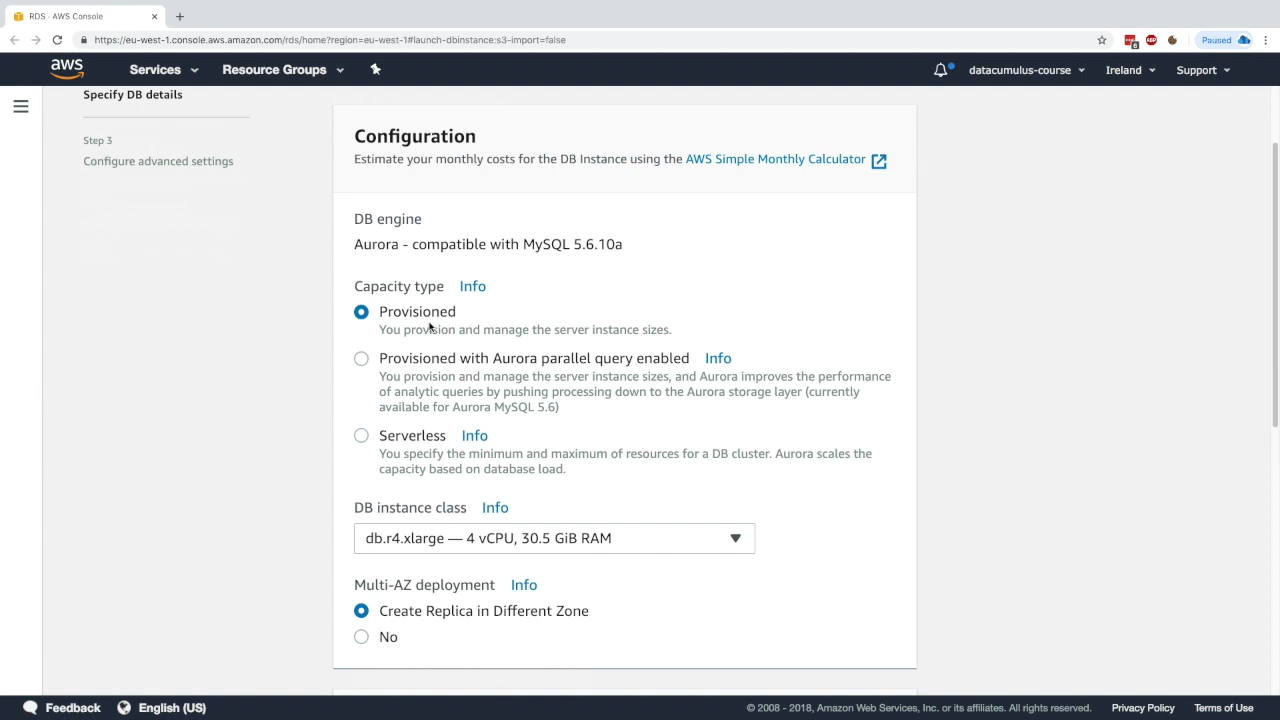 RDS · AWS Console
https://eu-west-1.console.aws.amazon.com/rds/home?region=eu-west-1#launch-dbinstance:s3-import=false
ABP
Paused
aws
Services
Resource Groups
datacumulus-course
Ireland
Support
Specify DB details
Step 3
Configure advanced settings
Configuration
Estimate your monthly costs for the DB Instance using the AWS Simple Monthly Calculator
DB engine
Aurora - compatible with MySQL 5.6.10a
Capacity type Info
Provisioned
You provision and manage the server instance sizes.
Provisioned with Aurora parallel query enabled Info
You provision and manage the server instance sizes, and Aurora improves the performance
of analytic queries by pushing processing down to the Aurora storage layer (currently
available for Aurora MySQL 5.6)
Serverless Info
You specify the minimum and maximum of resources for a DB cluster. Aurora scales the
capacity based on database load.
DB instance class Info
db.r4.xlarge — 4 vCPU, 30.5 GiB RAM
Multi-AZ deployment Info
Create Replica in Different Zone
No
Feedback
English (US)
© 2008 - 2018, Amazon Web Services, Inc. or its affiliates. All rights reserved.
Privacy Policy
Terms of Use